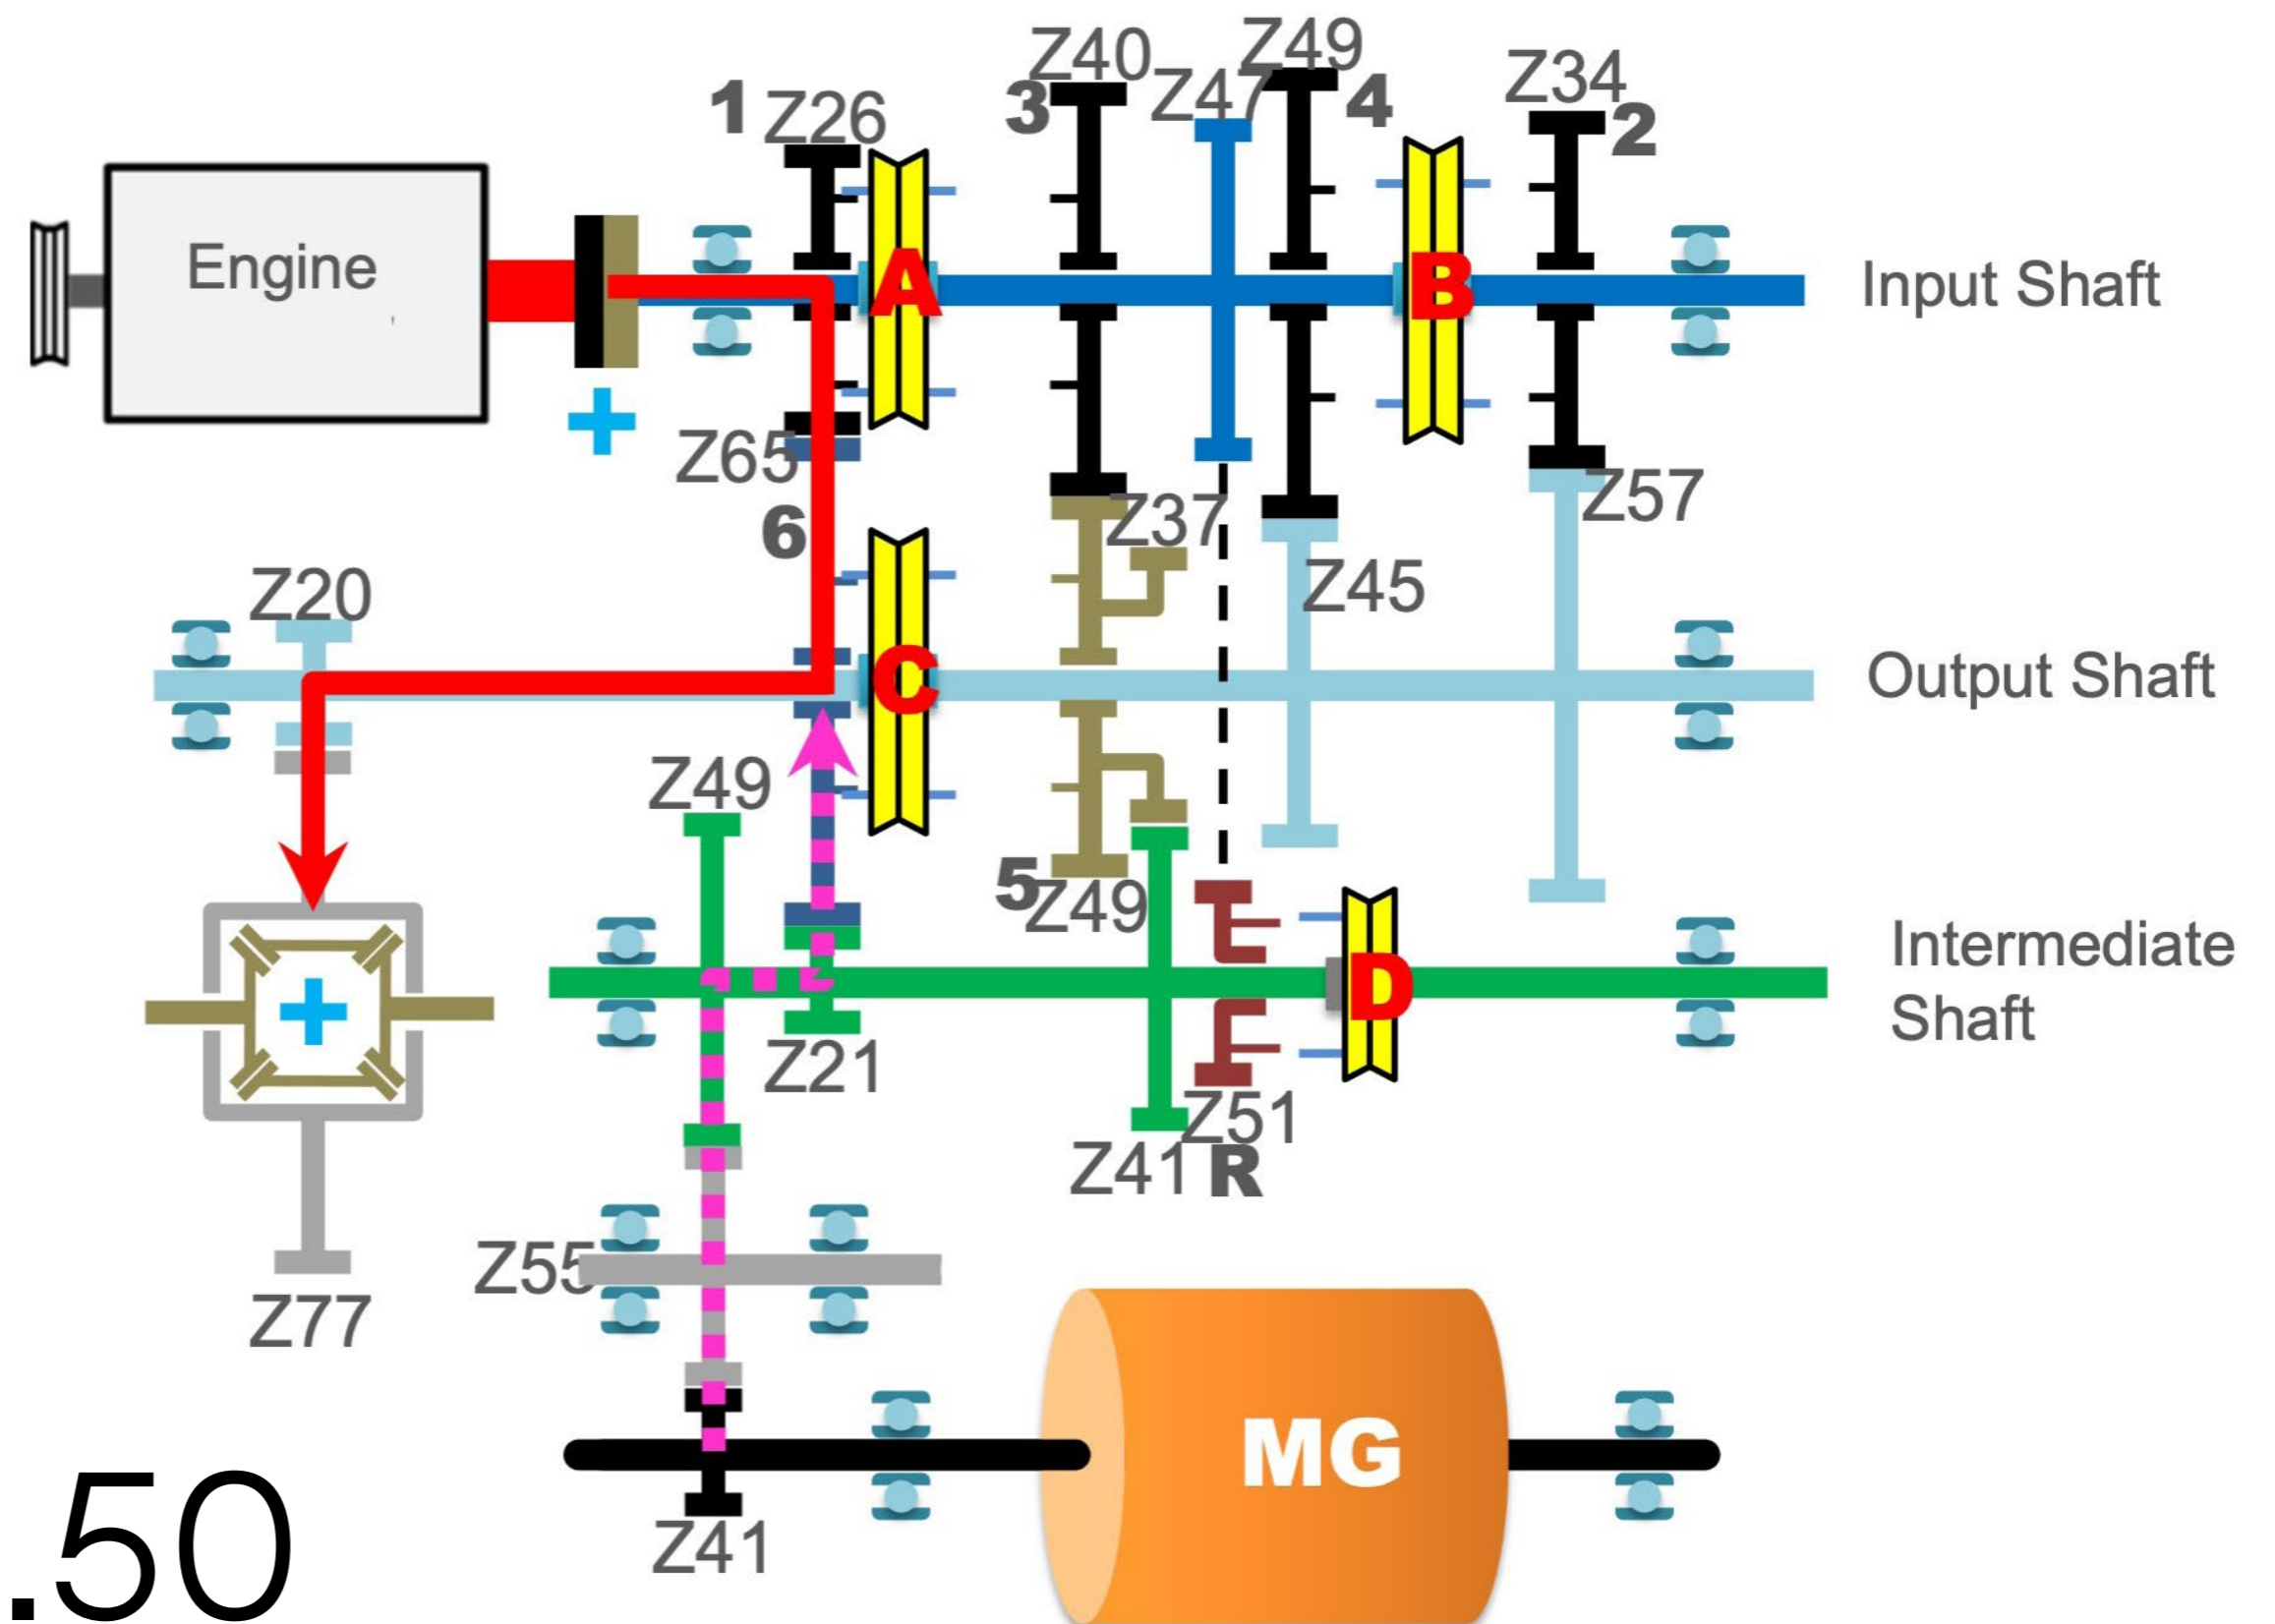 Z40
Z49
Z34
1
Z26
3
Z47
4
2
Engine
A
B
Input Shaft
Z65
6
Z37
Z57
Z20
Z45
C
Output Shaft
Z49
5
Z49
D
Intermediate
Shaft
Z21
Z51
Z41
R
Z55
Z77
MG
Z41
.50